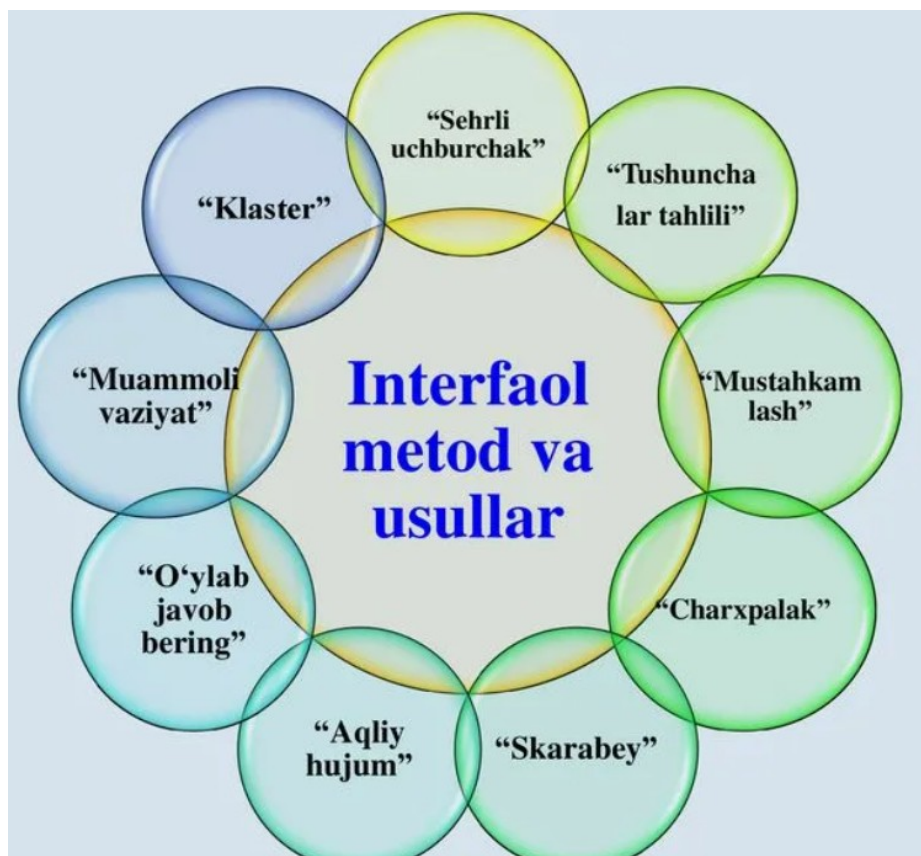 “Sehrli
uchburchak”
“Tushuncha
lar tahlili”
“Mustahkam
lash”
“Charxpalak”
“Skarabey”
“Aqliy
hujum”
“O‘ylab
javob
bering”
“Muammoli
vaziyat”
“Klaster”
Interfaol
metod va
usullar